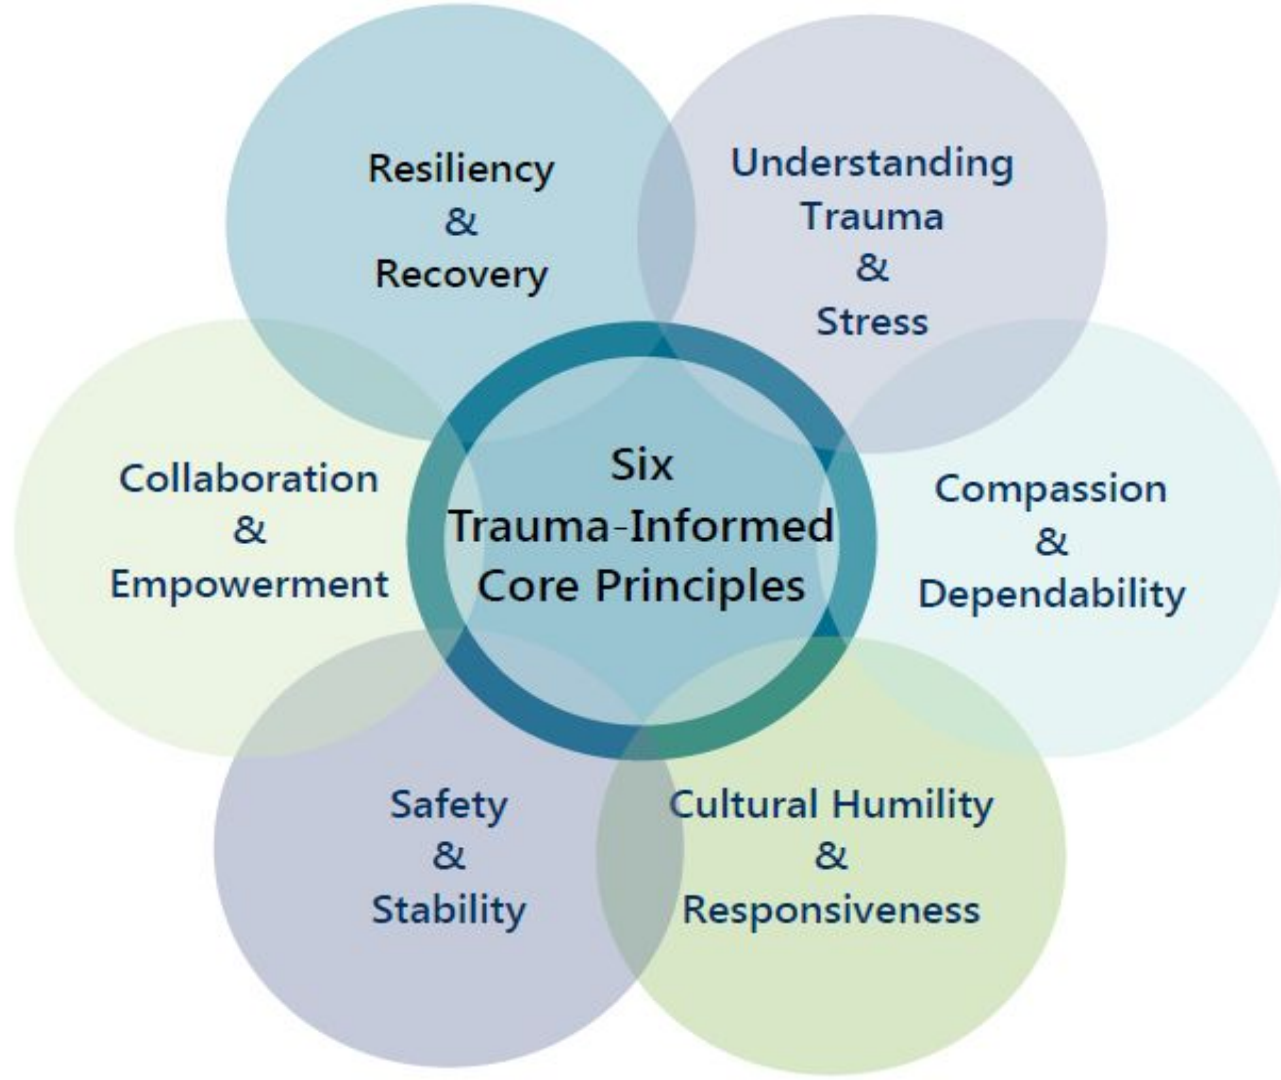 Resiliency
&
Recovery
Understanding
Trauma
&
Stress
Collaboration
&
Empowerment
Six
Trauma-Informed
Core Principles
Compassion
&
Dependability
Safety
&
Stability
Cultural Humility
&
Responsiveness